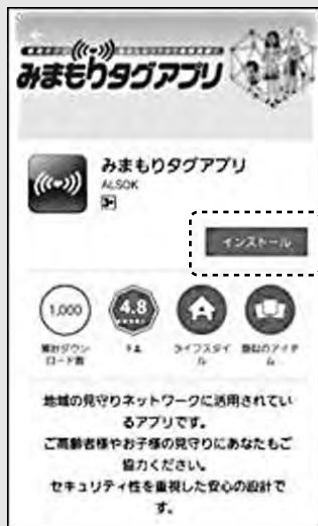 みまもりタグアプリ
みまもりタグアプリ
ALSOK
3+
インストール
1,000
4.8
累計ダウン
ロード数
ライフスタイ
ル
類似のアイテ
ム
地域の見守りネットワークに活用されてい
るアプリです。
ご高齢者様やお子様の見守りにあなたもご
協力ください。
セキュリティ性を重視した安心の設計で
す。